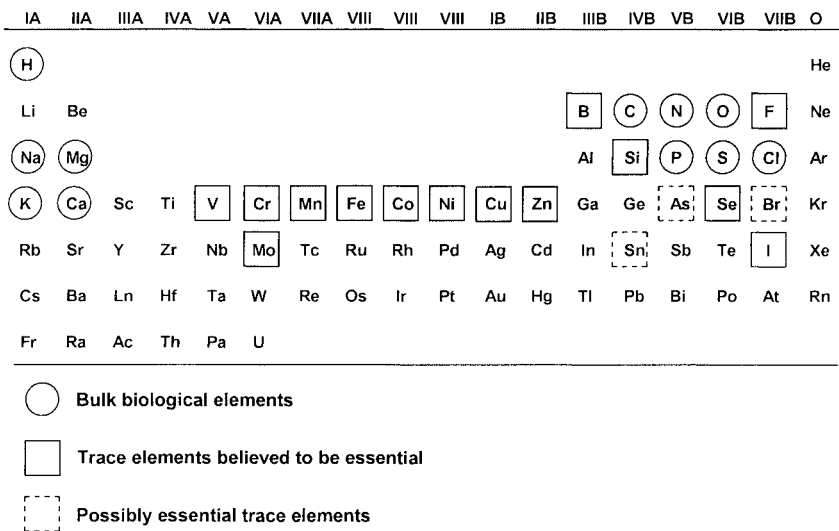 IA IIA IIIA IVA VA VIA VIIA VIII VIII VIII IB IIB IIIB IVB VB VIB VIIB O
H He
Li Be B C N O F Ne
Na Mg Al Si P S Cl Ar
K Ca Sc Ti V Cr Mn Fe Co Ni Cu Zn Ga Ge As Se Br Kr
Rb Sr Y Zr Nb Mo Tc Ru Rh Pd Ag Cd In Sn Sb Te I Xe
Cs Ba Ln Hf Ta W Re Os Ir Pt Au Hg Tl Pb Bi Po At Rn
Fr Ra Ac Th Pa U
Bulk biological elements
Trace elements believed to be essential
Possibly essential trace elements